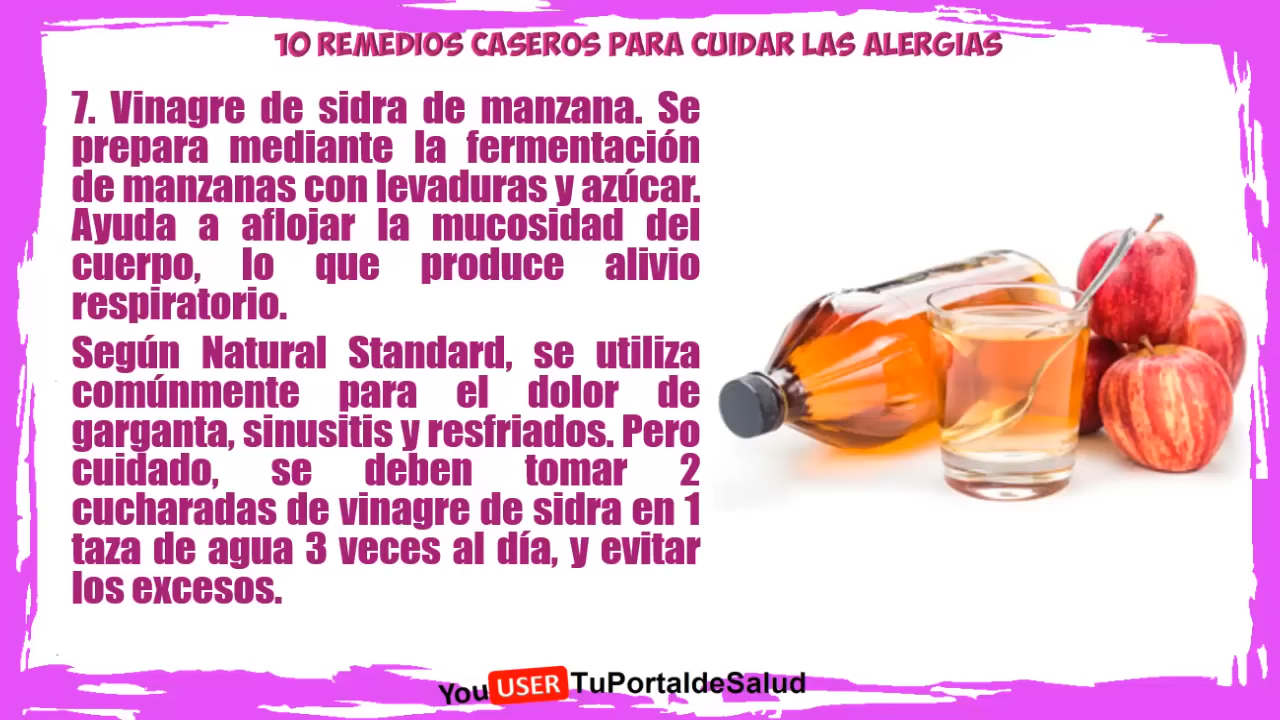 10 REMEDIOS CASEROS PARA CUIDAR LAS ALERGIAS
7. Vinagre de sidra de manzana. Se
prepara mediante la fermentación
de manzanas con levaduras y azúcar.
Ayuda a aflojar la mucosidad del
cuerpo, lo que produce alivio
respiratorio.
Según Natural Standard, se utiliza
comúnmente para el dolor de
garganta, sinusitis y resfriados. Pero
cuidado, se deben tomar 2
cucharadas de vinagre de sidra en 1
taza de agua 3 veces al día, y evitar
los excesos.
You USER TuPortaldeSalud